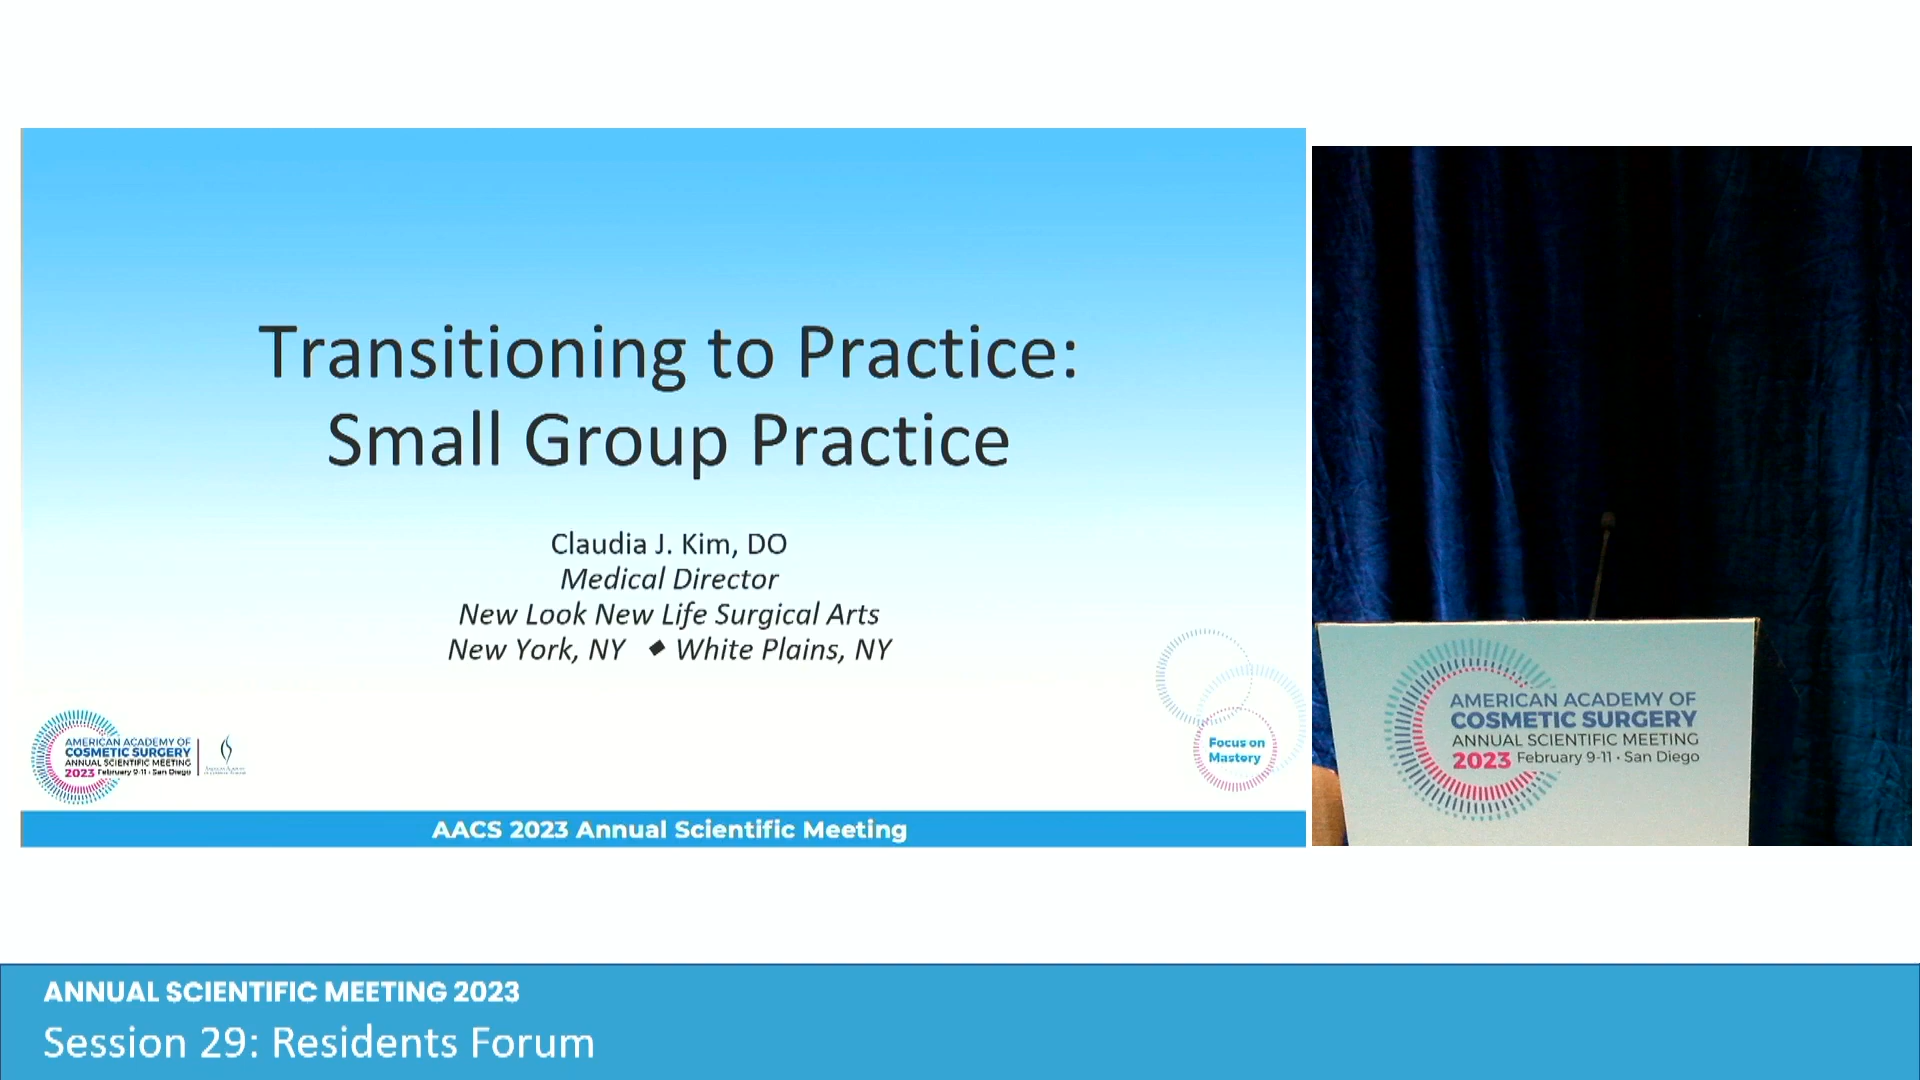 Transitioning to Practice:
Small Group Practice
Claudia J. Kim, DO
Medical Director
New Look New Life Surgical Arts
New York, NY ◆ White Plains, NY
AMERICAN ACADEMY OF
COSMETIC SURGERY
ANNUAL SCIENTIFIC MEETING
2023 February 9-11 • San Diego
Focus on
Mastery
AACS 2023 Annual Scientific Meeting
AMERICAN ACADEMY OF
COSMETIC SURGERY
ANNUAL SCIENTIFIC MEETING
2023 February 9-11 • San Diego
ANNUAL SCIENTIFIC MEETING 2023
Session 29: Residents Forum